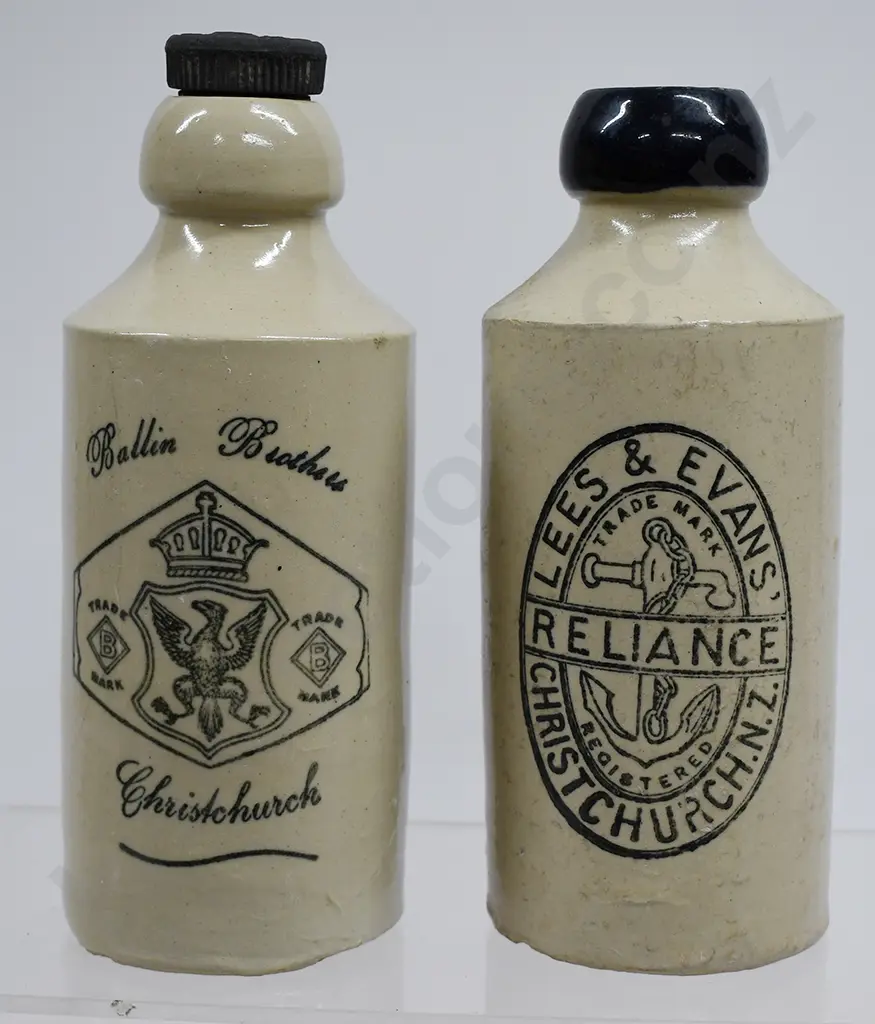 Ballin Brothers
TRADE
B
MARK
TRADE
B
MARK
Christchurch
LEES & EVANS'
TRADE MARK
RELIANCE
REGISTERED
CHRISTCHURCH. N.Z.